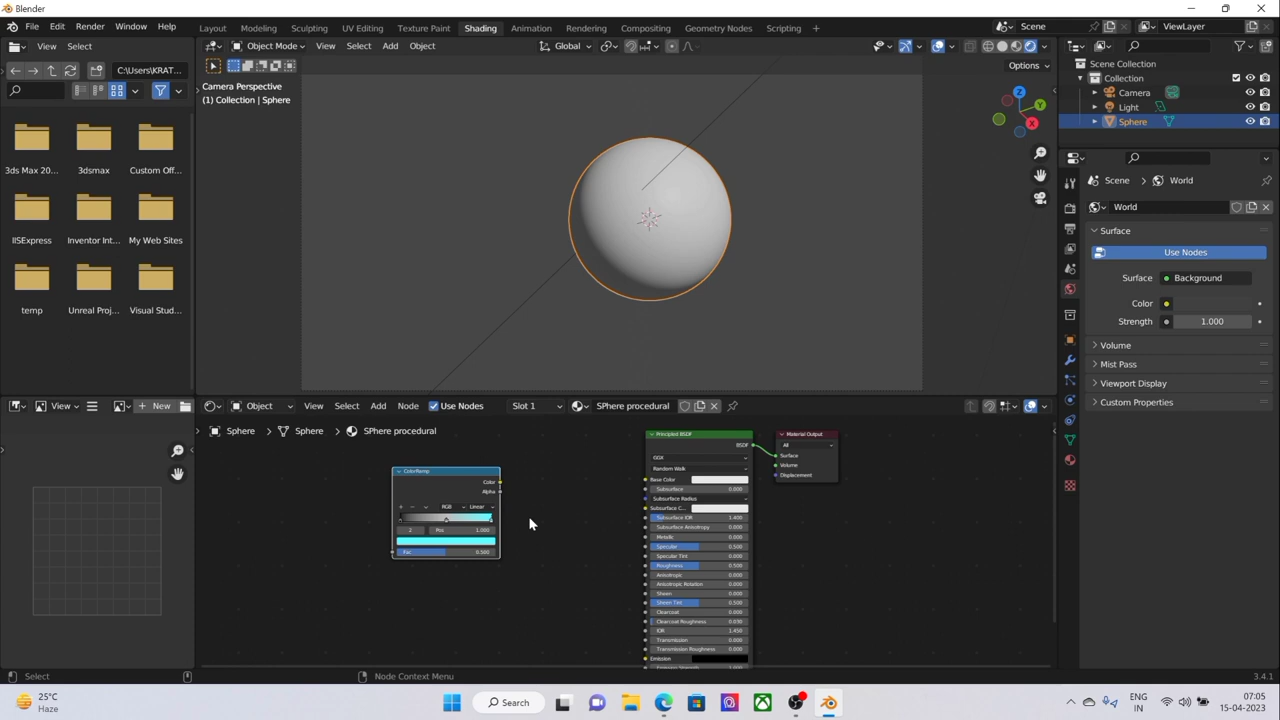 Blender
File Edit Render Window Help
Layout Modeling Sculpting UV Editing Texture Paint Shading Animation Rendering Compositing Geometry Nodes Scripting +
Scene
ViewLayer
View Select
C:\Users\KRAT...
3ds Max 20... 3dsmax Custom Off...
IISExpress Inventor Int... My Web Sites
temp Unreal Proj... Visual Stud...
Object Mode View Select Add Object
Global
Options
Camera Perspective
(1) Collection | Sphere
Z
Y
X
Scene Collection
Collection
Camera
Light
Sphere
Scene > World
World
Surface
Use Nodes
Surface Background
Color
Strength 1.000
Volume
Mist Pass
Viewport Display
Custom Properties
View
New
Object View Select Add Node Use Nodes Slot 1 SPhere procedural
Sphere > Sphere > SPhere procedural
ColorRamp
Color
Alpha
+ − RGB Linear
2 Pos 1.000
Fac 0.500
Principled BSDF
BSDF
GGX
Random Walk
Base Color
Subsurface 0.000
Subsurface Radius
Subsurface C...
Subsurface IOR 1.400
Subsurface Anisotropy 0.000
Metallic 0.000
Specular 0.500
Specular Tint 0.000
Roughness 0.500
Anisotropic 0.000
Anisotropic Rotation 0.000
Sheen 0.000
Sheen Tint 0.500
Clearcoat 0.000
Clearcoat Roughness 0.030
IOR 1.450
Transmission 0.000
Transmission Roughness 0.000
Emission
Material Output
All
Surface
Volume
Displacement
Select
Node Context Menu
3.4.1
25°C
Haze
Search
ENG
IN
07:05
15-04-2023